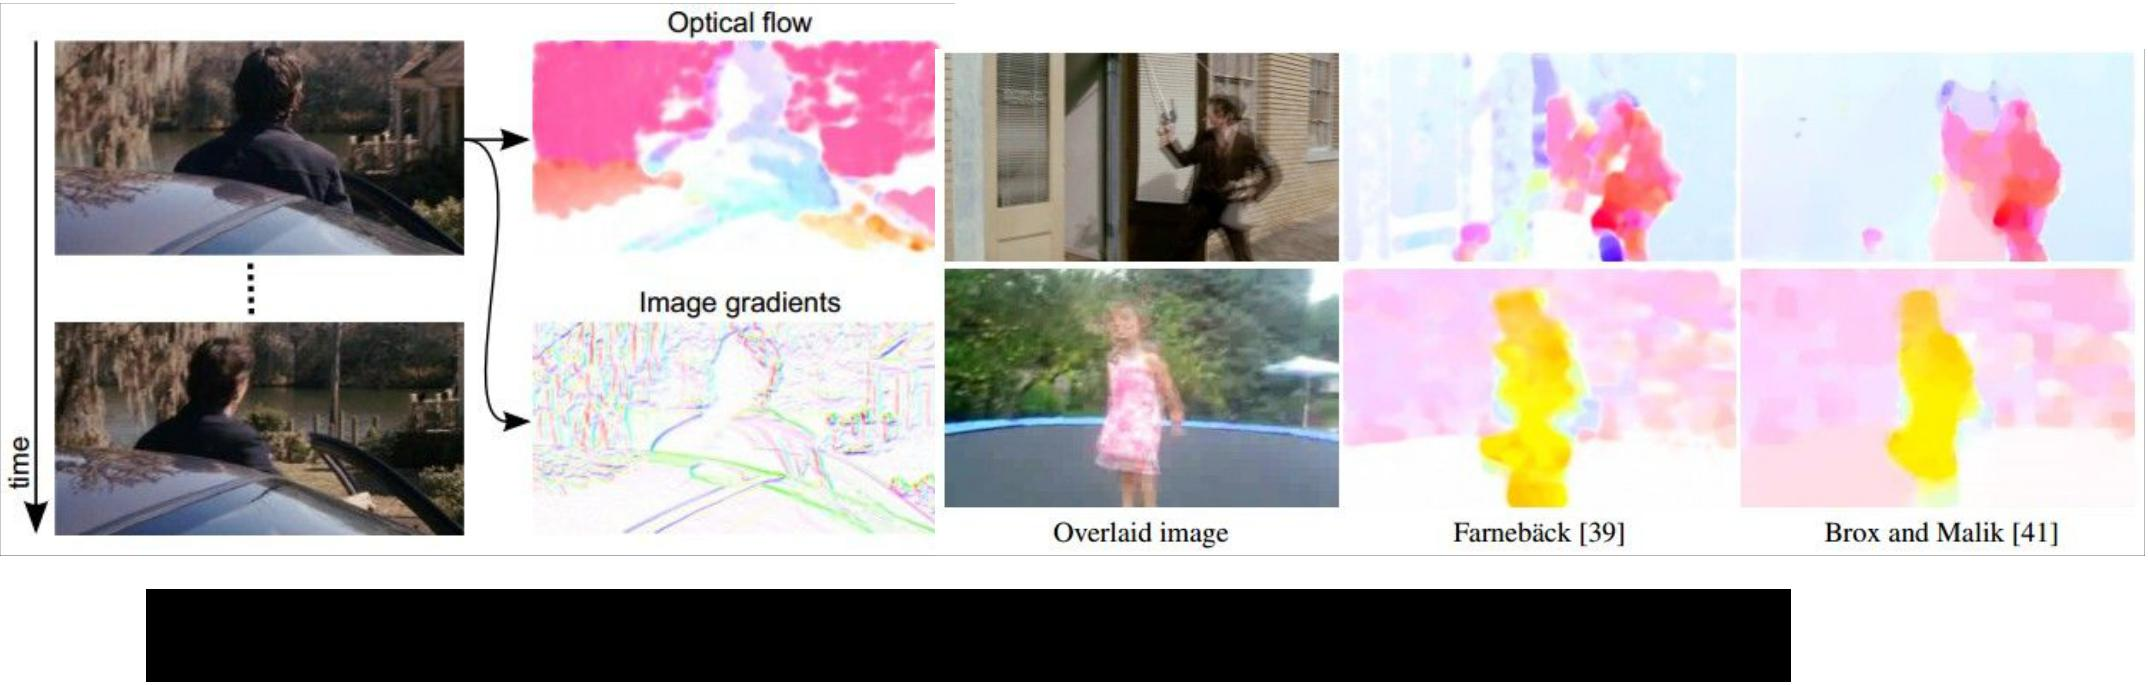 Optical flow
Image gradients
time
Overlaid image
Farnebäck [39]
Brox and Malik [41]